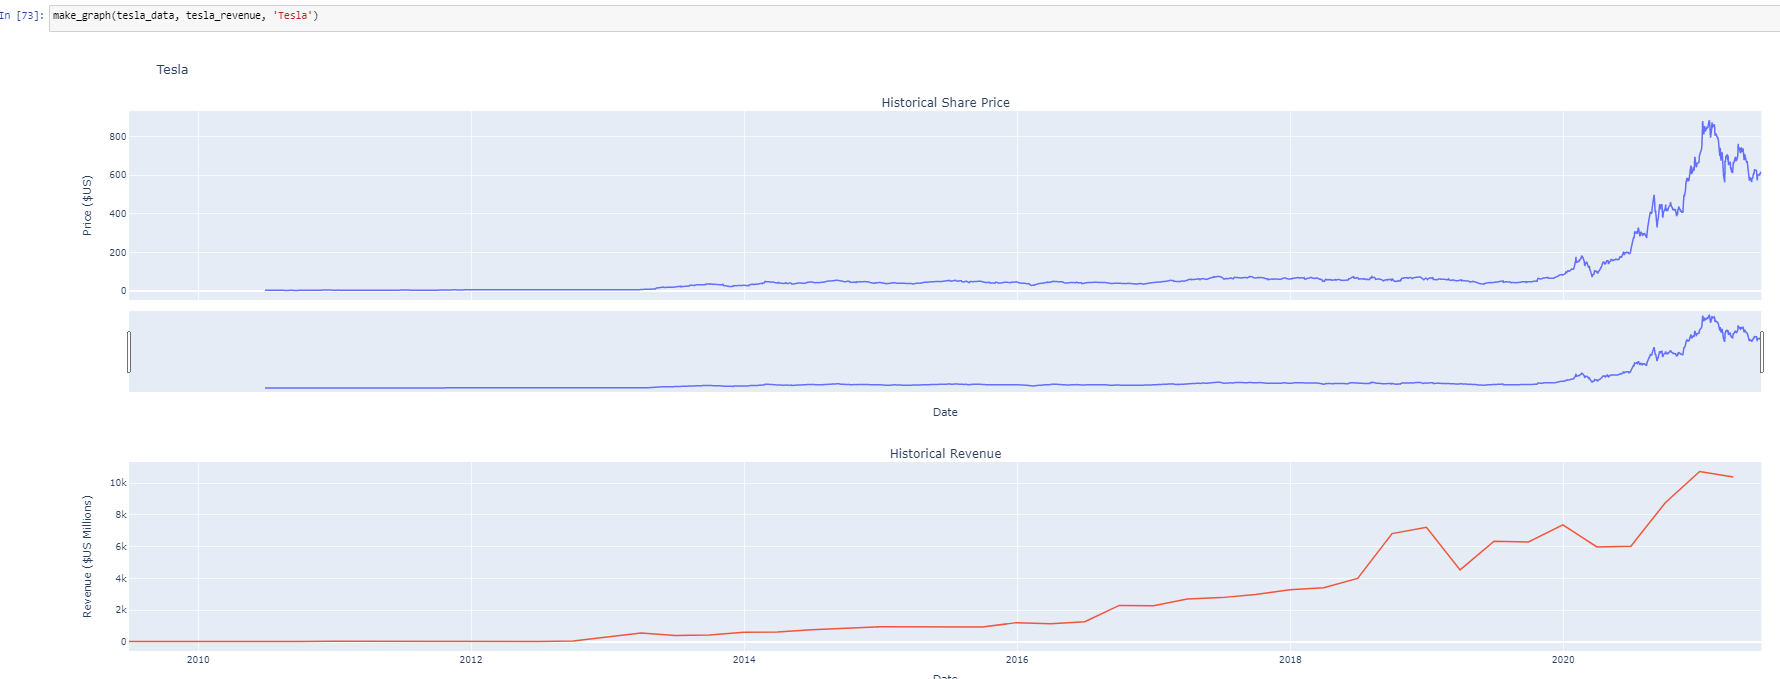 In [73]: make_graph(tesla_data, tesla_revenue, 'Tesla')
Tesla
Historical Share Price
Price ($US)
800
600
400
200
0
Date
Historical Revenue
Revenue ($US Millions)
10k
8k
6k
4k
2k
0
2010 2012 2014 2016 2018 2020
Date